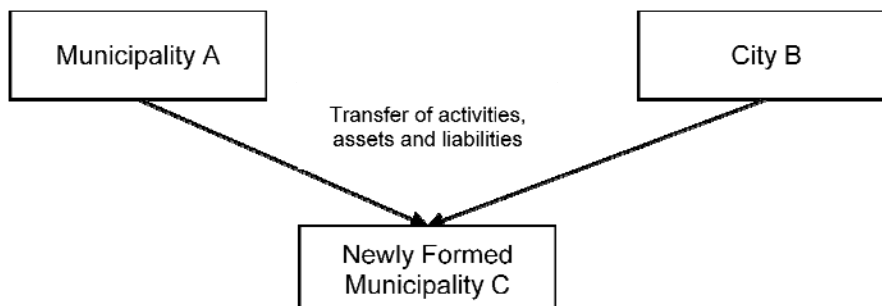 Municipality A
City B
Transfer of activities,
assets and liabilities
Newly Formed
Municipality C